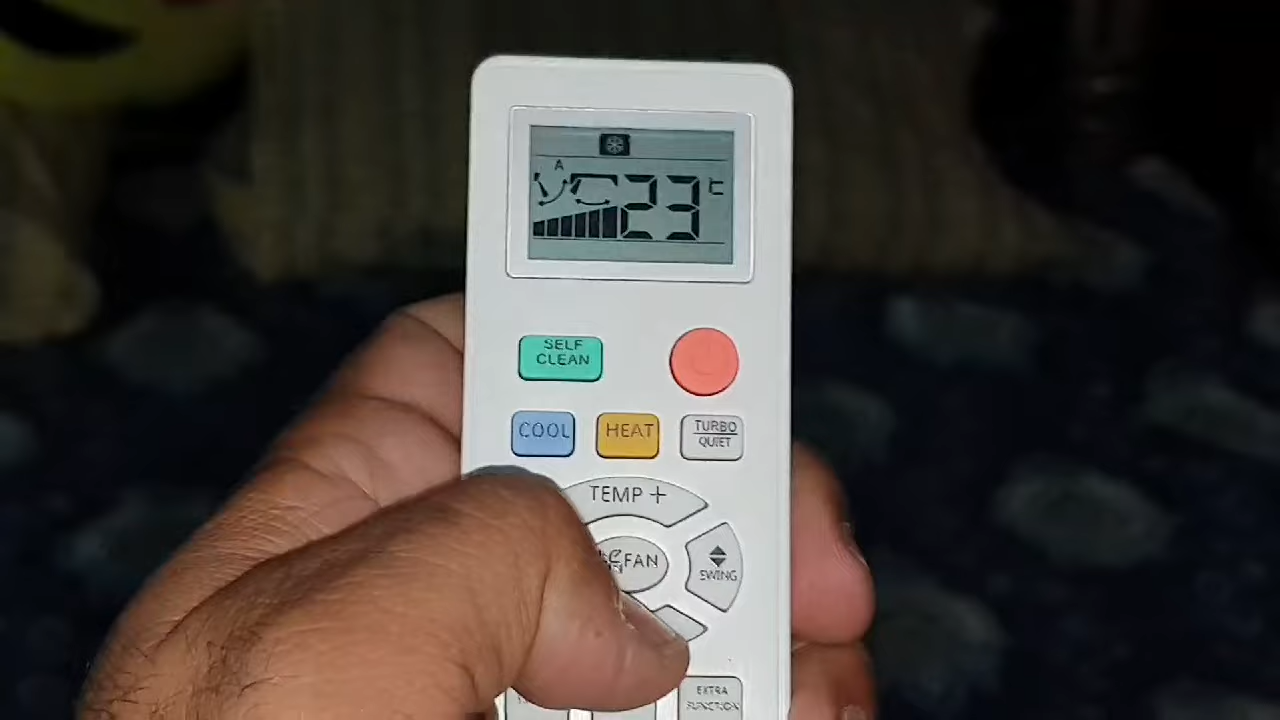 A
23 °C
SELF
CLEAN
COOL
HEAT
TURBO
QUIET
TEMP +
FAN
SWING
EXTRA
FUNCTION